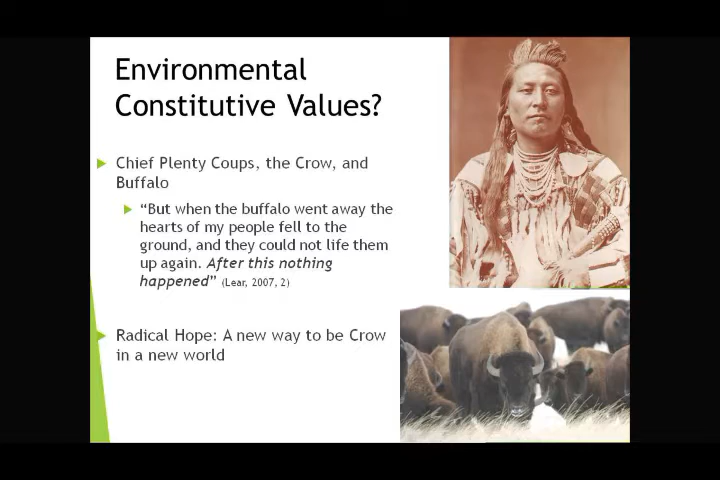 Environmental
Constitutive Values?
Chief Plenty Coups, the Crow, and
Buffalo
“But when the buffalo went away the
hearts of my people fell to the
ground, and they could not life them
up again. After this nothing
happened” (Lear, 2007, 2)
Radical Hope: A new way to be Crow
in a new world